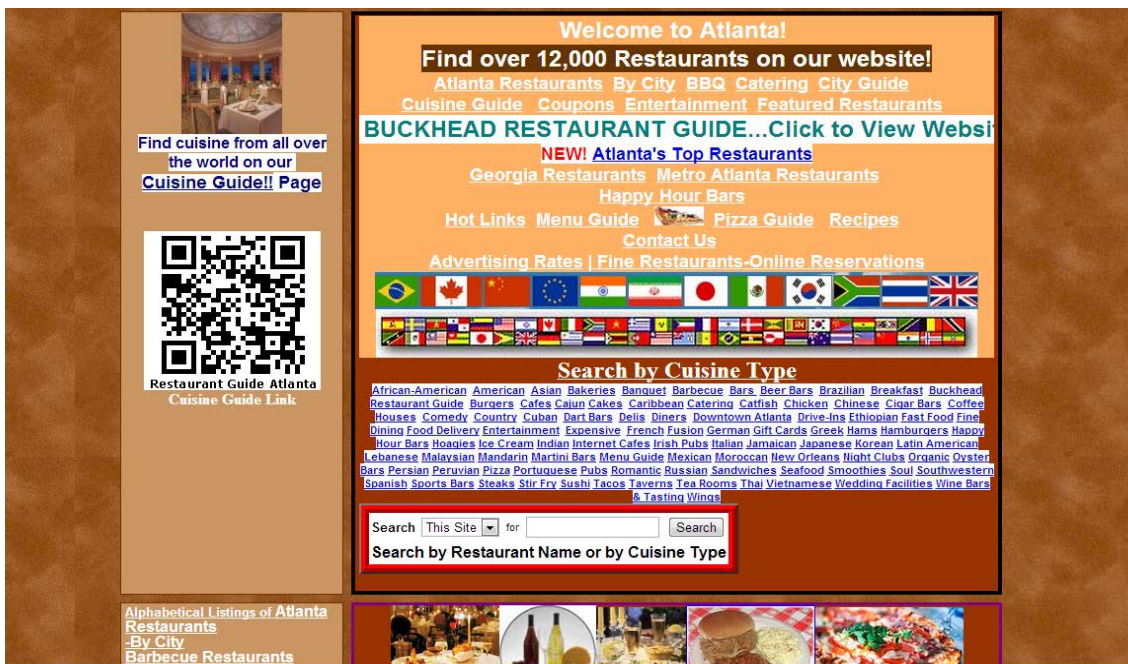 Find cuisine from all over
the world on our
Cuisine Guide!! Page
Restaurant Guide Atlanta
Cuisine Guide Link
Welcome to Atlanta!
Find over 12,000 Restaurants on our website!
Atlanta Restaurants By City BBQ Catering City Guide
Cuisine Guide Coupons Entertainment Featured Restaurants
BUCKHEAD RESTAURANT GUIDE...Click to View Websi
NEW! Atlanta's Top Restaurants
Georgia Restaurants Metro Atlanta Restaurants
Happy Hour Bars
Hot Links Menu Guide Pizza Guide Recipes
Contact Us
Advertising Rates | Fine Restaurants-Online Reservations
Search by Cuisine Type
African-American American Asian Bakeries Banquet Barbecue Bars Beer Bars Brazilian Breakfast Buckhead
Restaurant Guide Burgers Cafes Cajun Cakes Caribbean Catering Catfish Chicken Chinese Cigar Bars Coffee
Houses Comedy Country Cuban Dart Bars Delis Diners Downtown Atlanta Drive-Ins Ethiopian Fast Food Fine
Dining Food Delivery Entertainment Expensive French Fusion German Gift Cards Greek Hams Hamburgers Happy
Hour Bars Hoagies Ice Cream Indian Internet Cafes Irish Pubs Italian Jamaican Japanese Korean Latin American
Lebanese Malaysian Mandarin Martini Bars Menu Guide Mexican Moroccan New Orleans Night Clubs Organic Oyster
Bars Persian Peruvian Pizza Portuguese Pubs Romantic Russian Sandwiches Seafood Smoothies Soul Southwestern
Spanish Sports Bars Steaks Stir Fry Sushi Tacos Taverns Tea Rooms Thai Vietnamese Wedding Facilities Wine Bars
& Tasting Wings
Search This Site for Search
Search by Restaurant Name or by Cuisine Type
Alphabetical Listings of Atlanta
Restaurants
-By City
Barbecue Restaurants